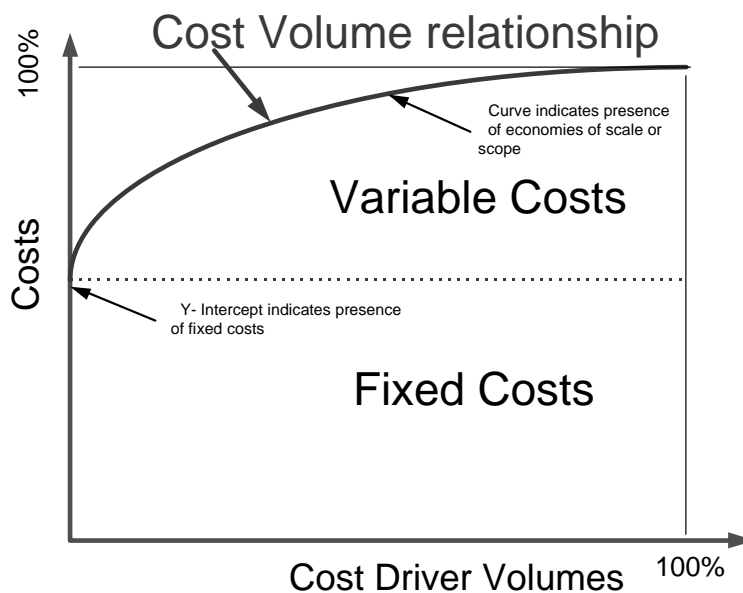 Cost Volume relationship
100%
Curve indicates presence
of economies of scale or
scope
Variable Costs
Costs
Y- Intercept indicates presence
of fixed costs
Fixed Costs
100%
Cost Driver Volumes